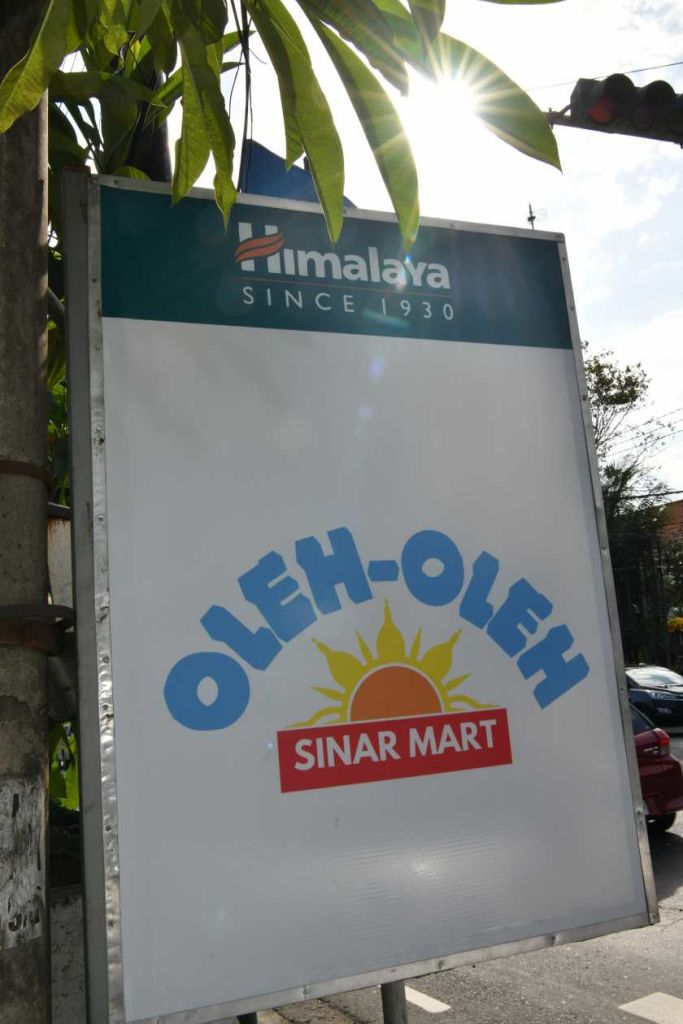 Himalaya
SINCE 1930
OLEH-OLEH
SINAR MART